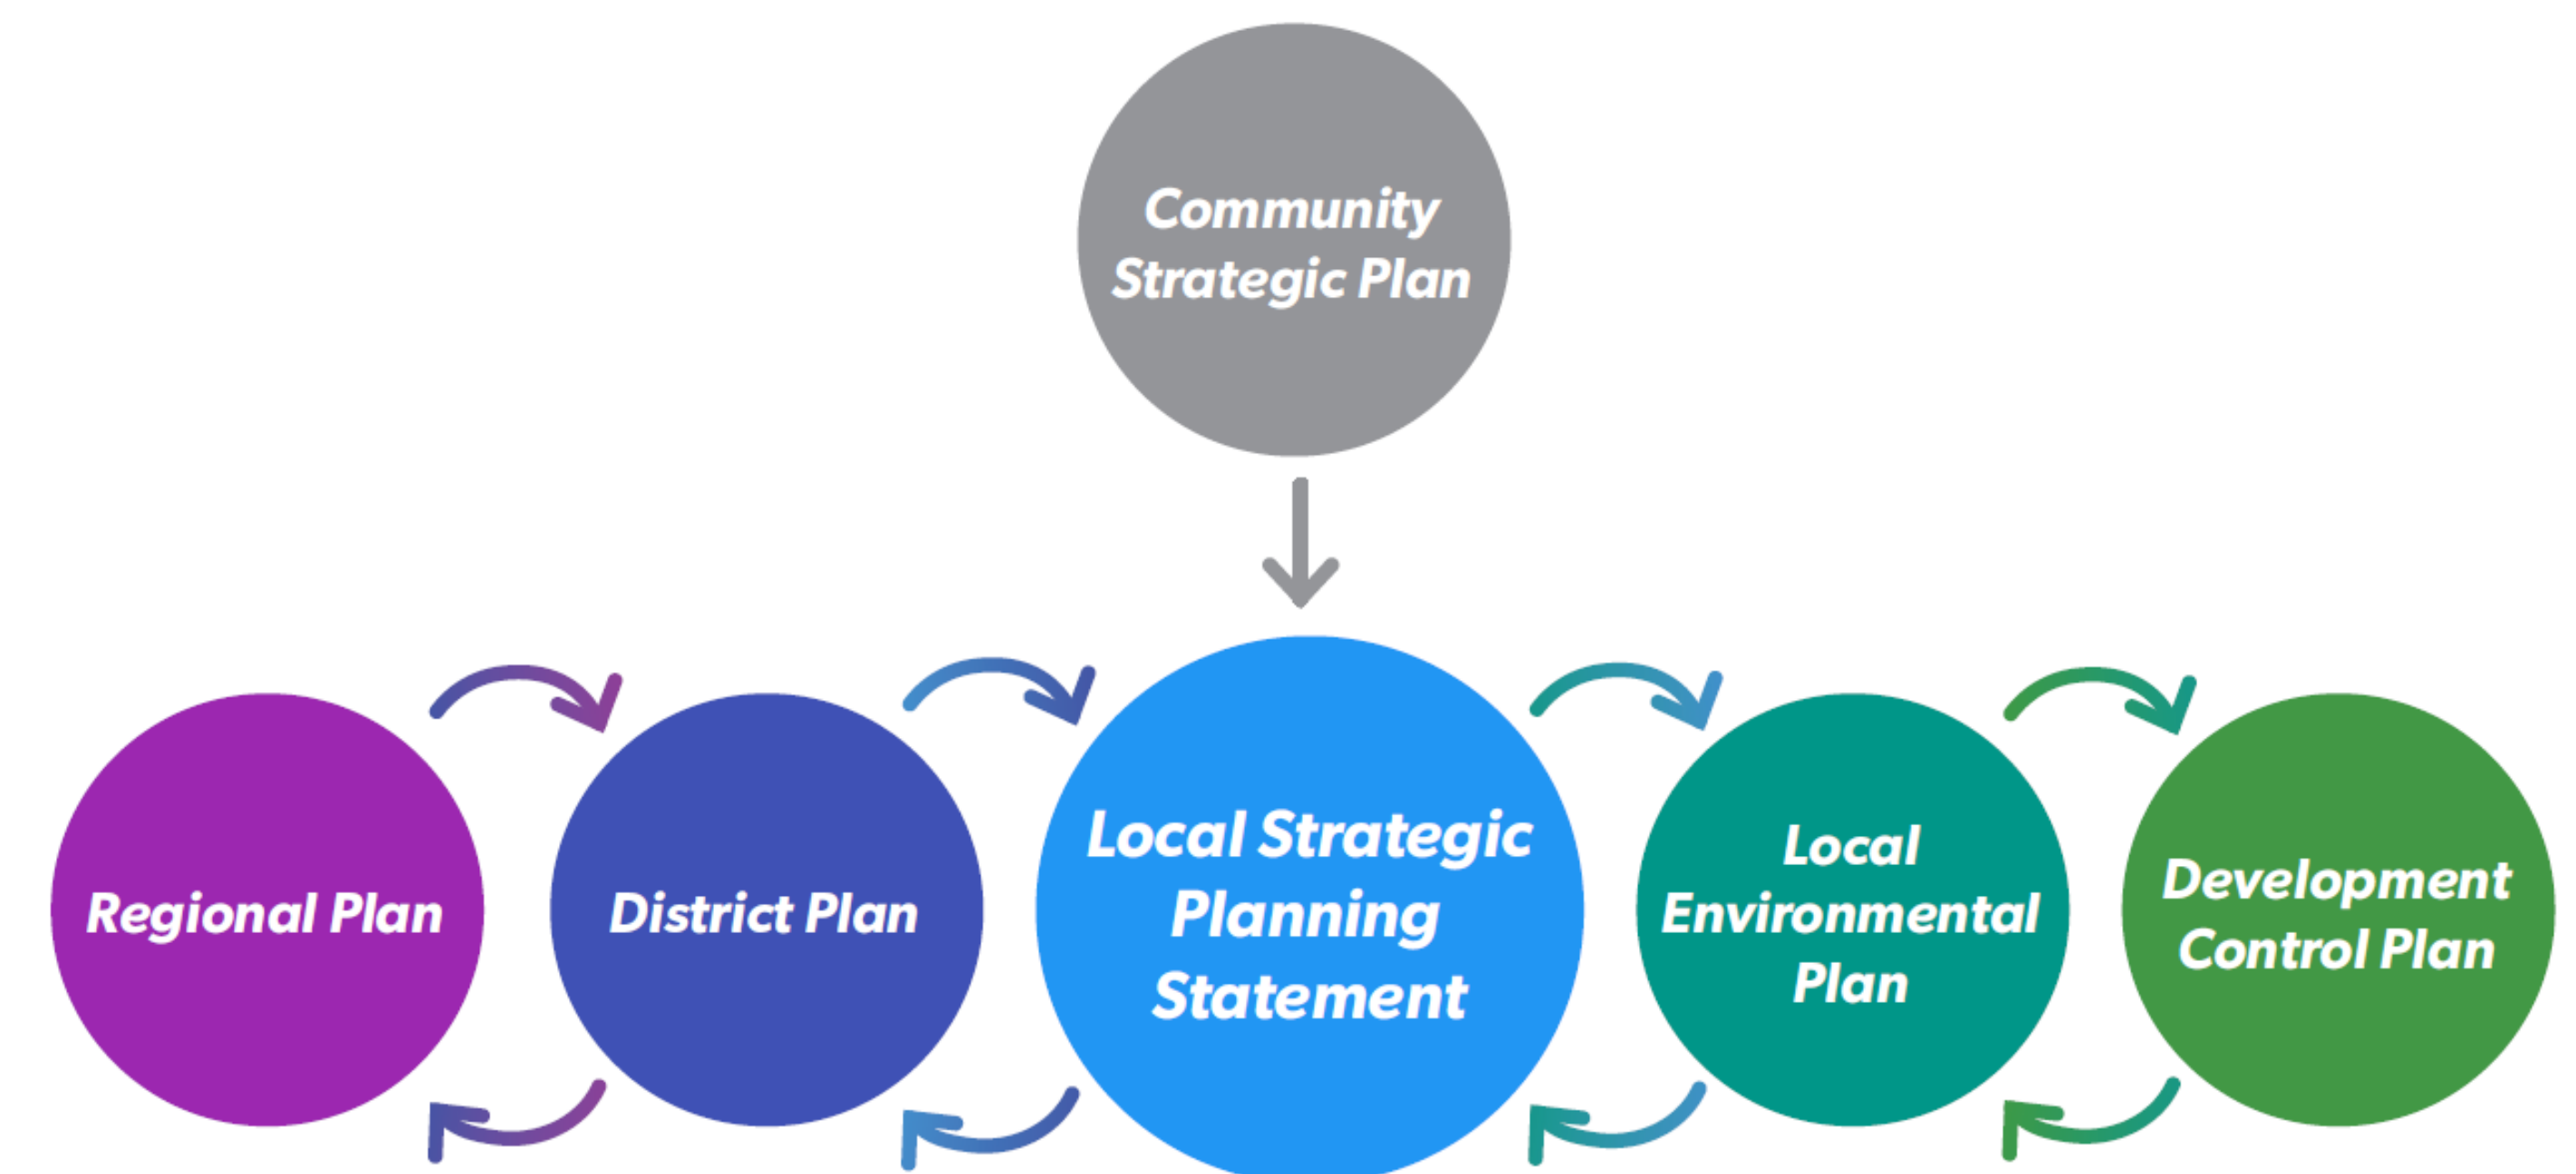 Community
Strategic Plan
Regional Plan
District Plan
Local Strategic
Planning
Statement
Local
Environmental
Plan
Development
Control Plan